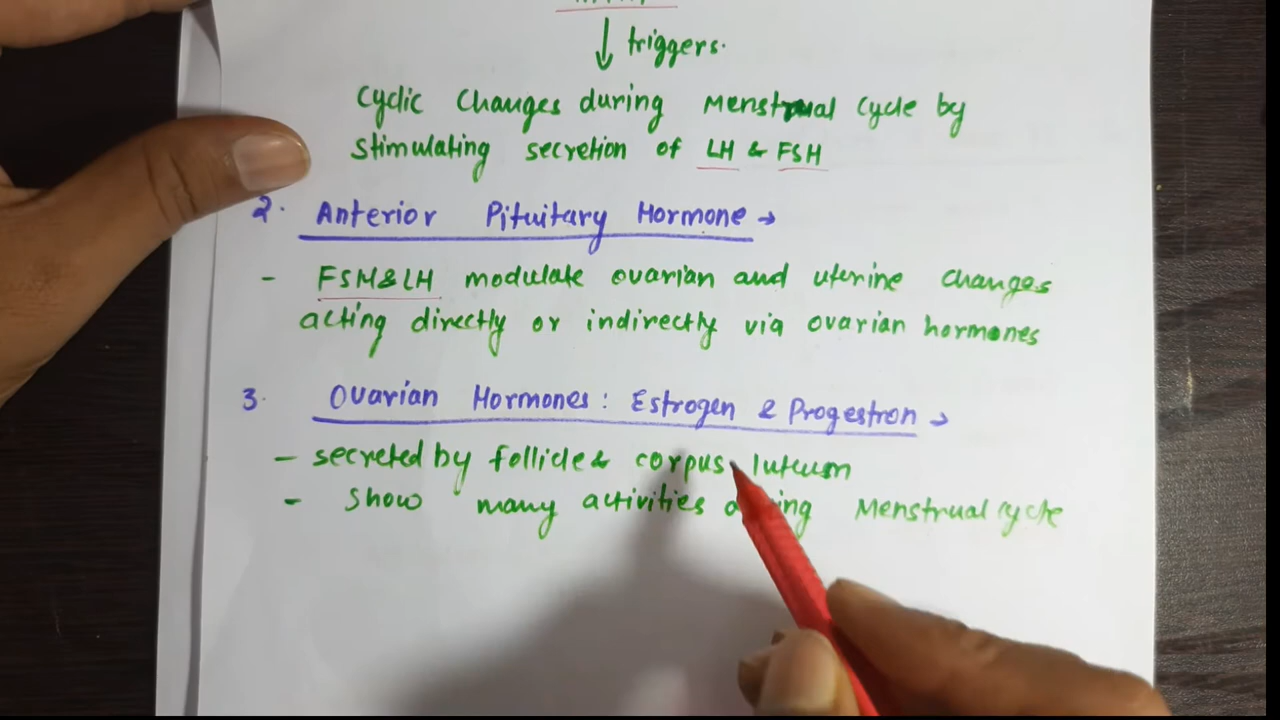 ↓ triggers.
Cyclic Changes during Menstrual cycle by
stimulating secretion of LH & FSH
2. Anterior Pituitary Hormone →
- FSH&LH modulate ovarian and uterine changes
acting directly or indirectly via ovarian hormones
3. Ovarian Hormones: Estrogen & Progestron →
- secreted by follicle & corpus luteum
- Show many activities during Menstrual cycle